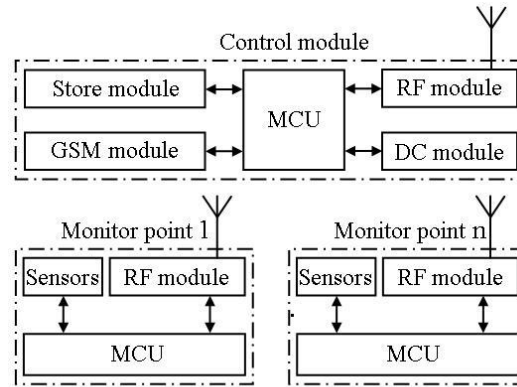 Control module
Store module
RF module
MCU
GSM module
DC module
Monitor point 1
Monitor point n
Sensors
RF module
Sensors
RF module
MCU
MCU